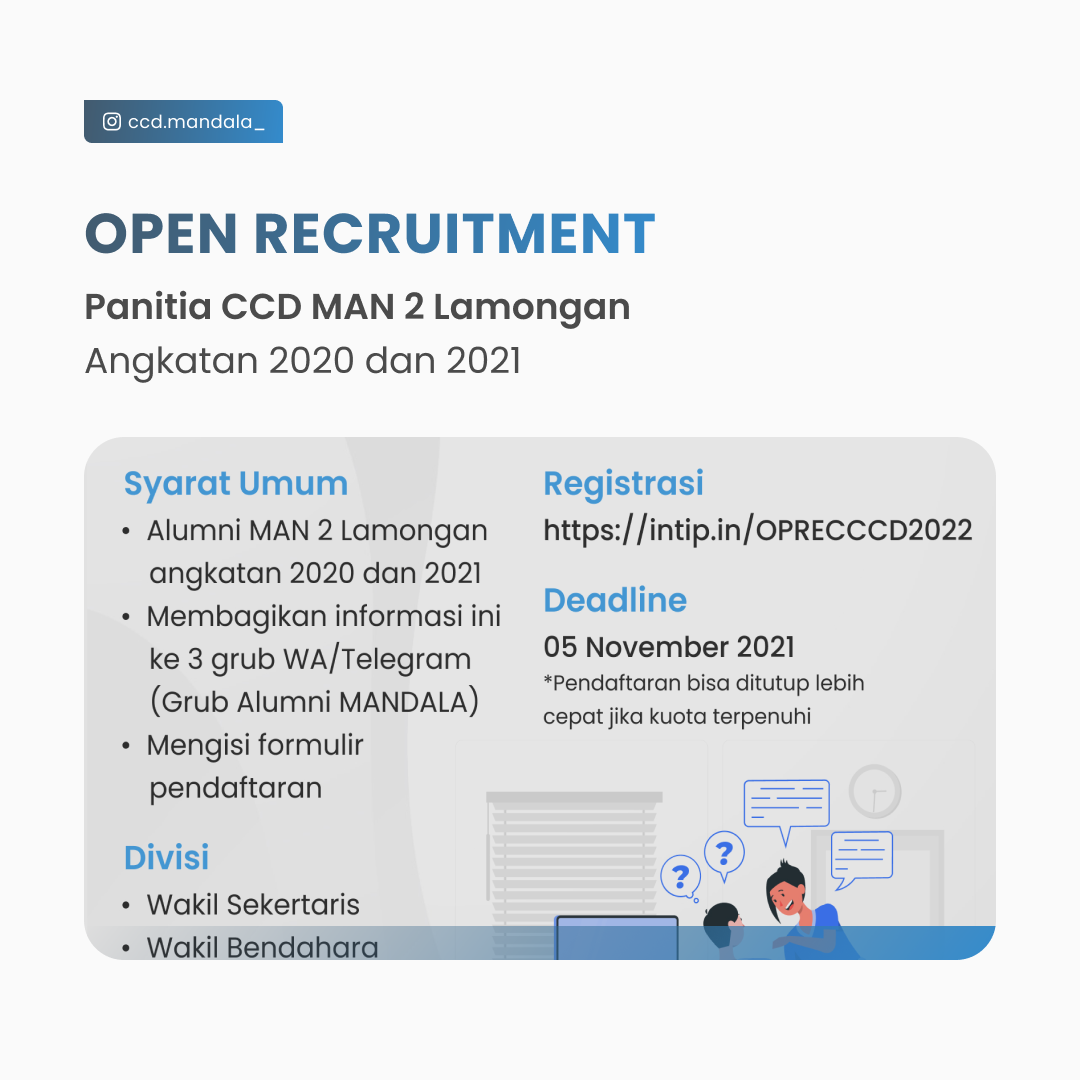 ccd.mandala_
OPEN RECRUITMENT
Panitia CCD MAN 2 Lamongan
Angkatan 2020 dan 2021
Syarat Umum
• Alumni MAN 2 Lamongan
angkatan 2020 dan 2021
• Membagikan informasi ini
ke 3 grub WA/Telegram
(Grub Alumni MANDALA)
• Mengisi formulir
pendaftaran
Divisi
• Wakil Sekertaris
• Wakil Bendahara
Registrasi
https://intip.in/OPRECCCD2022
Deadline
05 November 2021
*Pendaftaran bisa ditutup lebih
cepat jika kuota terpenuhi
?
?